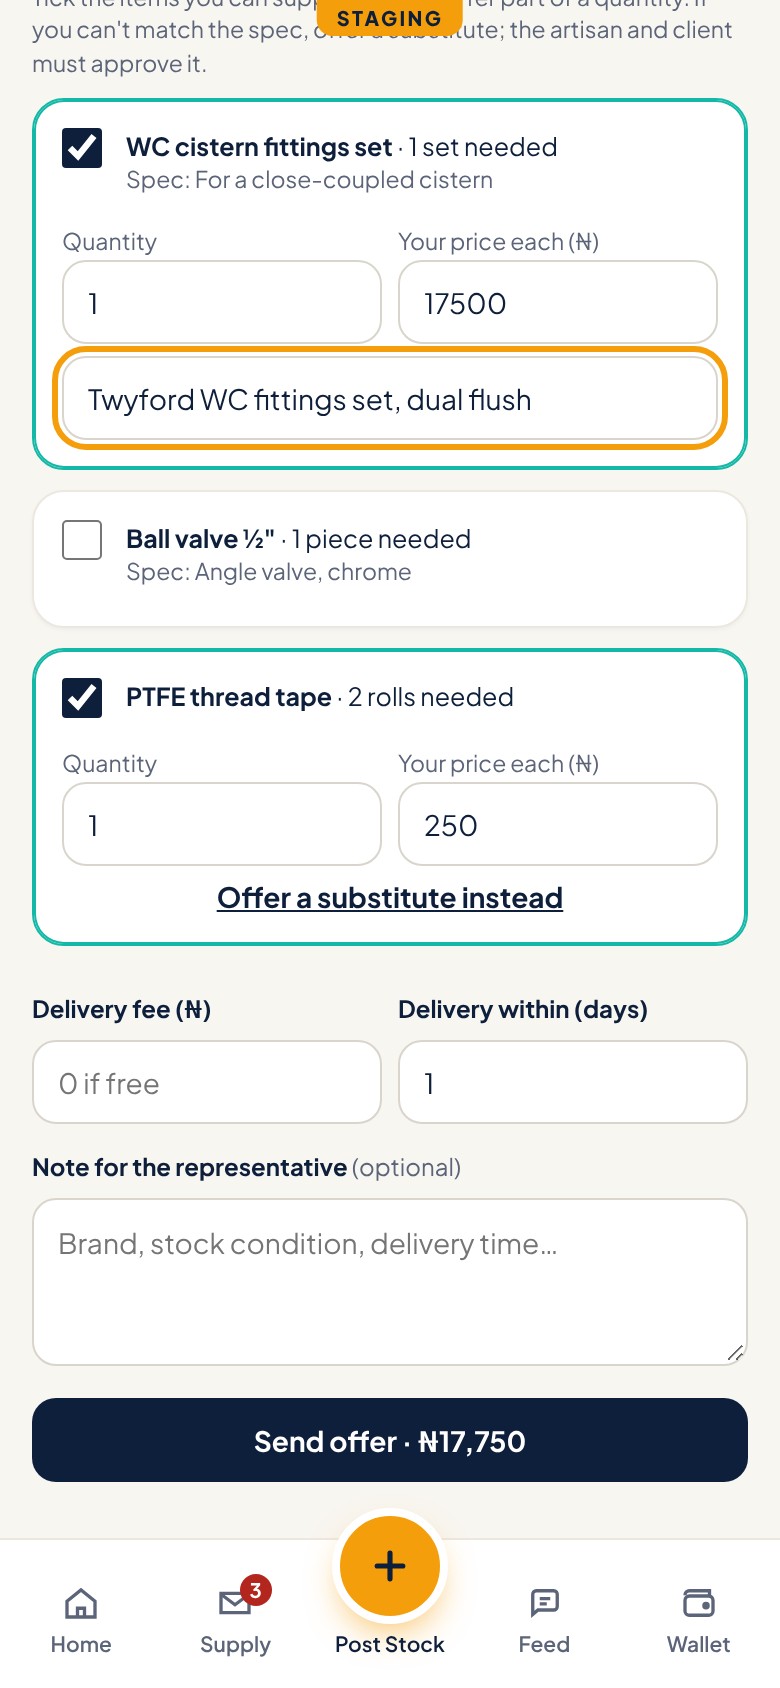 STAGING
you can't match the spec, offer a substitute; the artisan and client
must approve it.
WC cistern fittings set · 1 set needed
Spec: For a close-coupled cistern
Quantity
Your price each (₦)
1
17500
Twyford WC fittings set, dual flush
Ball valve ½" · 1 piece needed
Spec: Angle valve, chrome
PTFE thread tape · 2 rolls needed
Quantity
Your price each (₦)
1
250
Offer a substitute instead
Delivery fee (₦)
Delivery within (days)
0 if free
1
Note for the representative (optional)
Brand, stock condition, delivery time…
Send offer · ₦17,750
3
Home
Supply
Post Stock
Feed
Wallet